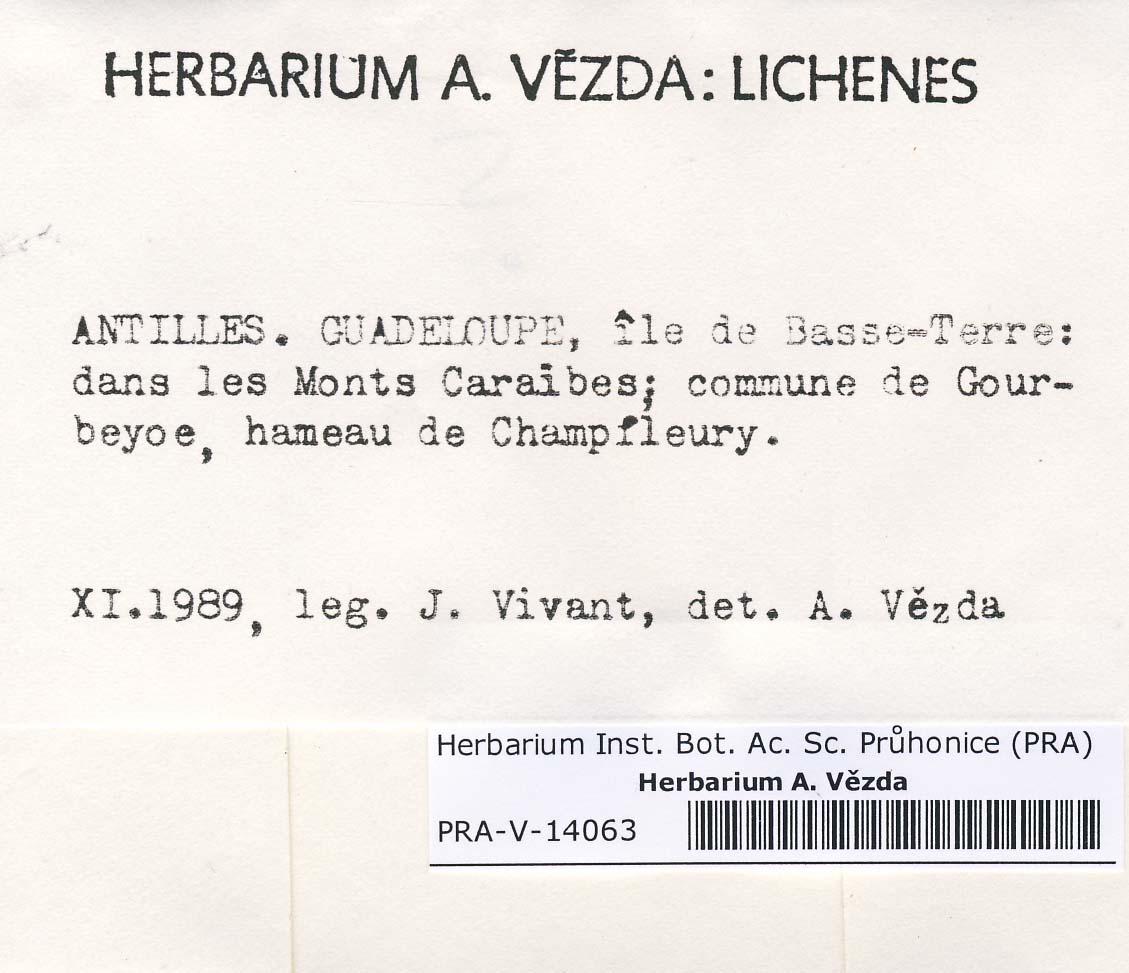 HERBARIUM A. VĚZDA: LICHENES
ANTILLES. GUADELOUPE, Île de Basse-Terre:
dans les Monts Caraîbes; commune de Gour-
beyoe, hameau de Champfleury.
XI.1989, leg. J. Vivant, det. A. Vězda
Herbarium Inst. Bot. Ac. Sc. Průhonice (PRA)
Herbarium A. Vězda
PRA-V-14063